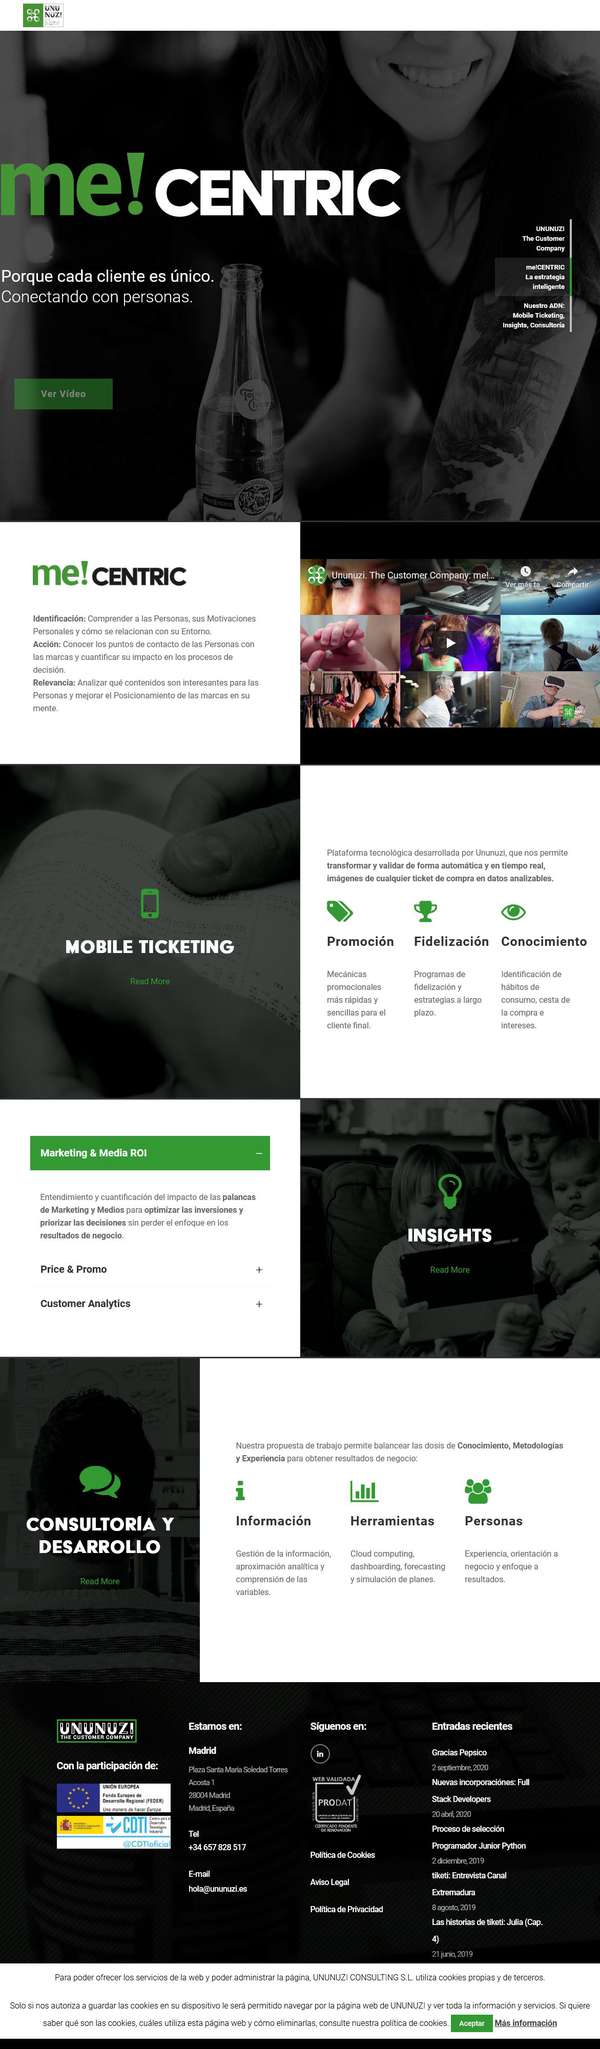 UNU
NUZ!
me! CENTRIC
UNUNUZ!
The Customer
Company
me!CENTRIC
La estrategia
inteligente
Nuestro ADN:
Mobile Ticketing,
Insights, Consultoría
Porque cada cliente es único.
Conectando con personas.
Ver Vídeo
me! CENTRIC
Identificación: Comprender a las Personas, sus Motivaciones
Personales y cómo se relacionan con su Entorno.
Acción: Conocer los puntos de contacto de las Personas con
las marcas y cuantificar su impacto en los procesos de
decisión.
Relevancia: Analizar qué contenidos son interesantes para las
Personas y mejorar el Posicionamiento de las marcas en su
mente.
Ununuzi. The Customer Company: me!...
Ver más ta...
Compartir
MOBILE TICKETING
Read More
Plataforma tecnológica desarrollada por Ununuzi, que nos permite
transformar y validar de forma automática y en tiempo real,
imágenes de cualquier ticket de compra en datos analizables.
Promoción
Mecánicas
promocionales
más rápidas y
sencillas para el
cliente final.
Fidelización
Programas de
fidelización y
estrategias a largo
plazo.
Conocimiento
Identificación de
hábitos de
consumo, cesta de
la compra e
intereses.
Marketing & Media ROI
Entendimiento y cuantificación del impacto de las palancas
de Marketing y Medios para optimizar las inversiones y
priorizar las decisiones sin perder el enfoque en los
resultados de negocio.
Price & Promo
Customer Analytics
INSIGHTS
Read More
CONSULTORÍA Y
DESARROLLO
Read More
Nuestra propuesta de trabajo permite balancear las dosis de Conocimiento, Metodologías
y Experiencia para obtener resultados de negocio:
Información
Gestión de la información,
aproximación analítica y
comprensión de las
variables.
Herramientas
Cloud computing,
dashboarding, forecasting
y simulación de planes.
Personas
Experiencia, orientación a
negocio y enfoque a
resultados.
UNUNUZ!
THE CUSTOMER COMPANY
Con la participación de:
UNIÓN EUROPEA
Fondo Europeo de
Desarrollo Regional (FEDER)
Una manera de hacer Europa
CDTI
@CDTIoficial
Estamos en:
Madrid
Plaza Santa María Soledad Torres
Acosta 1
28004 Madrid
Madrid, España
Tel
+34 657 828 517
E-mail
hola@ununuzi.es
Síguenos en:
in
WEB VALIDADA
PRODAT
CERTIFICADO PENDIENTE
DE RENOVACIÓN
Política de Cookies
Aviso Legal
Política de Privacidad
Entradas recientes
Gracias Pepsico
2 septiembre, 2020
Nuevas incorporaciónes: Full
Stack Developers
20 abril, 2020
Proceso de selección
Programador Junior Python
2 diciembre, 2019
tiketi: Entrevista Canal
Extremadura
8 agosto, 2019
Las historias de tiketi: Julia (Cap.
4)
21 junio, 2019
Para poder ofrecer los servicios de la web y poder administrar la página, UNUNUZI CONSULTING S.L. utiliza cookies propias y de terceros.
Solo si nos autoriza a guardar las cookies en su dispositivo le será permitido navegar por la página web de UNUNUZI y ver toda la información y servicios. Si quiere
saber qué son las cookies, cuáles utiliza esta página web y cómo eliminarlas, consulte nuestra política de cookies. Aceptar Más información